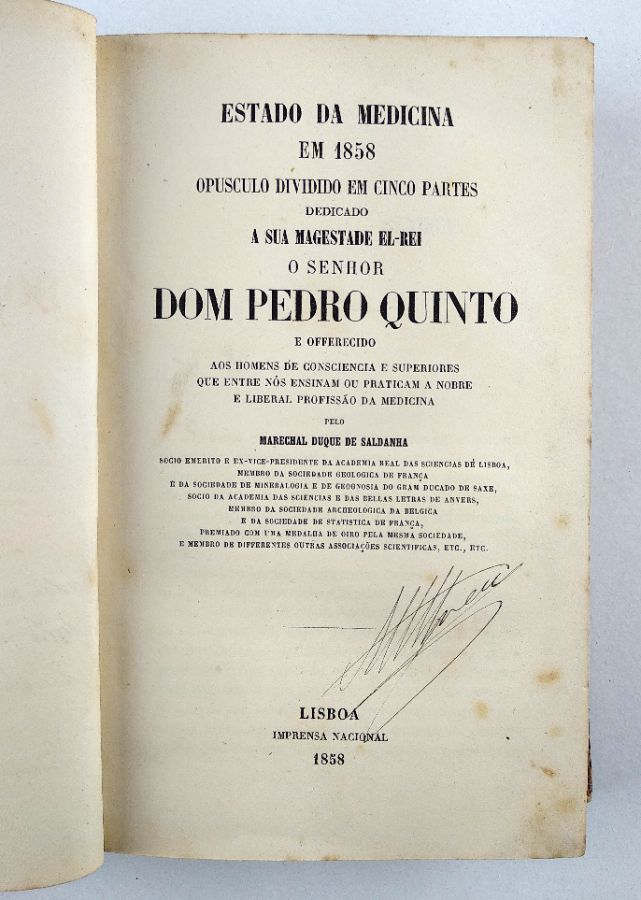 ESTADO DA MEDICINA
EM 1858
OPUSCULO DIVIDIDO EM CINCO PARTES
DEDICADO
A SUA MAGESTADE EL-REI
O SENHOR
DOM PEDRO QUINTO
E OFFERECIDO
AOS HOMENS DE CONSCIENCIA E SUPERIORES
QUE ENTRE NÓS ENSINAM OU PRATICAM A NOBRE
E LIBERAL PROFISSÃO DA MEDICINA
PELO
MARECHAL DUQUE DE SALDANHA
SOCIO EMERITO E EX-VICE-PRESIDENTE DA ACADEMIA REAL DAS SCIENCIAS DE LISBOA,
MEMBRO DA SOCIEDADE GEOLOGICA DE FRANÇA
E DA SOCIEDADE DE MINERALOGIA E DE GEOGNOSIA DO GRAM DUCADO DE SAXE,
SOCIO DA ACADEMIA DAS SCIENCIAS E DAS BELLAS LETRAS DE ANVERS,
MEMBRO DA SOCIEDADE ARCHEOLOGICA DA BELGICA
E DA SOCIEDADE DE STATISTICA DE FRANÇA,
PREMIADO COM UMA MEDALHA DE OIRO PELA MESMA SOCIEDADE,
E MEMBRO DE DIFFERENTES OUTRAS ASSOCIAÇÕES SCIENTIFICAS, ETC., ETC.
LISBOA
IMPRENSA NACIONAL
1858